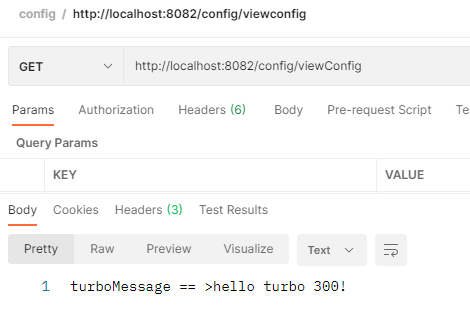 config / http://localhost:8082/config/viewconfig
GET http://localhost:8082/config/viewConfig
Params Authorization Headers (6) Body Pre-request Script Te
Query Params
KEY VALUE
Body Cookies Headers (3) Test Results
Pretty Raw Preview Visualize Text
1 turboMessage == >hello turbo 300!